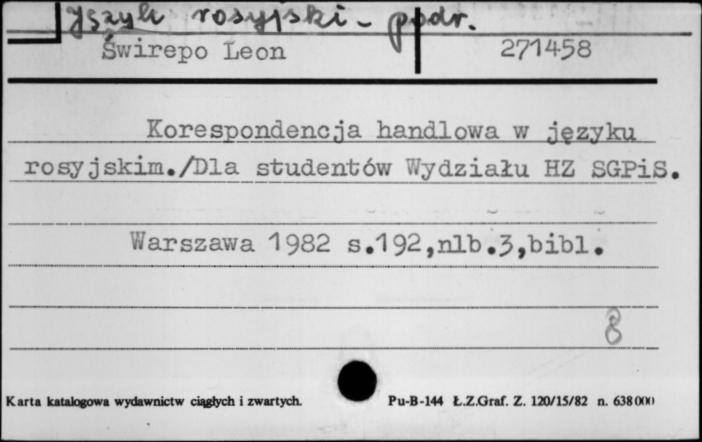 Język rosyjski - podr.
Świrepo Leon 271458
Korespondencja handlowa w języku
rosyjskim./Dla studentów Wydziału HZ SGPiS.
Warszawa 1982 s.192,nlb.3,bibl.
8
Karta katalogowa wydawnictw ciągłych i zwartych. Pu-B-144 Ł.Z.Graf. Z. 120/15/82 n. 638000